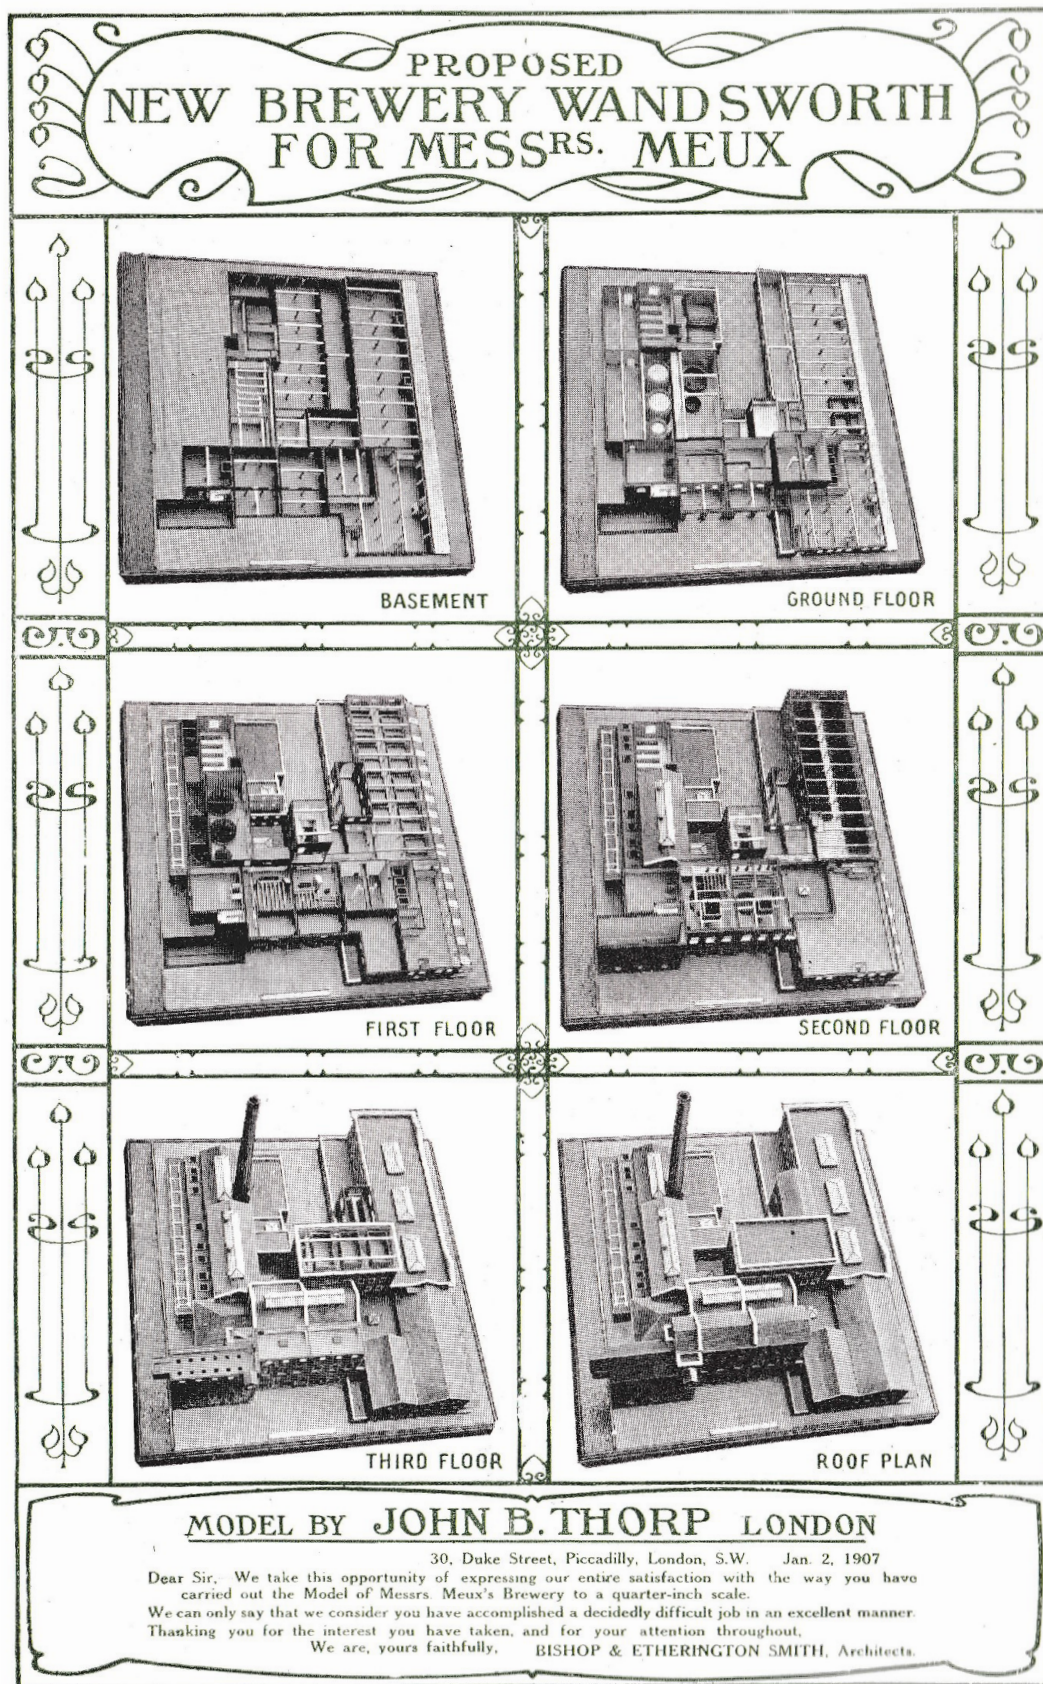 PROPOSED
NEW BREWERY WANDSWORTH
FOR MESSRS. MEUX
BASEMENT
GROUND FLOOR
FIRST FLOOR
SECOND FLOOR
THIRD FLOOR
ROOF PLAN
MODEL BY JOHN B. THORP LONDON
30, Duke Street, Piccadilly, London, S.W. Jan. 2, 1907
Dear Sir, We take this opportunity of expressing our entire satisfaction with the way you have
carried out the Model of Messrs. Meux's Brewery to a quarter-inch scale.
We can only say that we consider you have accomplished a decidedly difficult job in an excellent manner.
Thanking you for the interest you have taken, and for your attention throughout,
We are, yours faithfully, BISHOP & ETHERINGTON SMITH, Architects.